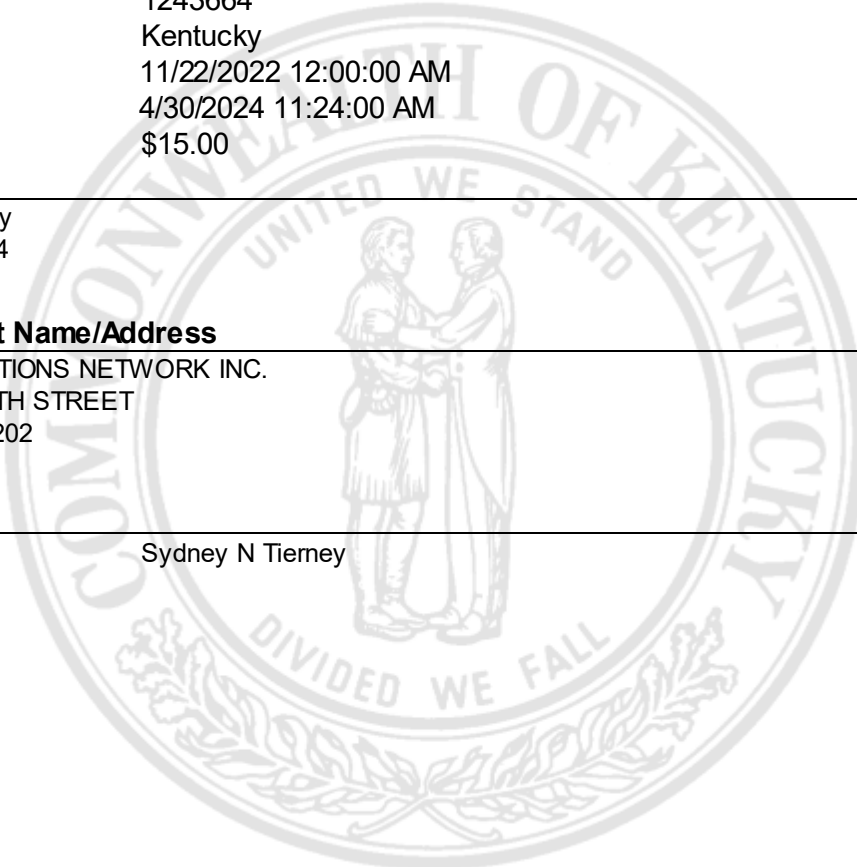 1243664
Kentucky
11/22/2022 12:00:00 AM
4/30/2024 11:24:00 AM
$15.00
y
4
t Name/Address
TIONS NETWORK INC.
TH STREET
202
Sydney N Tierney
COMMONWEALTH OF KENTUCKY
UNITED WE STAND
DIVIDED WE FALL